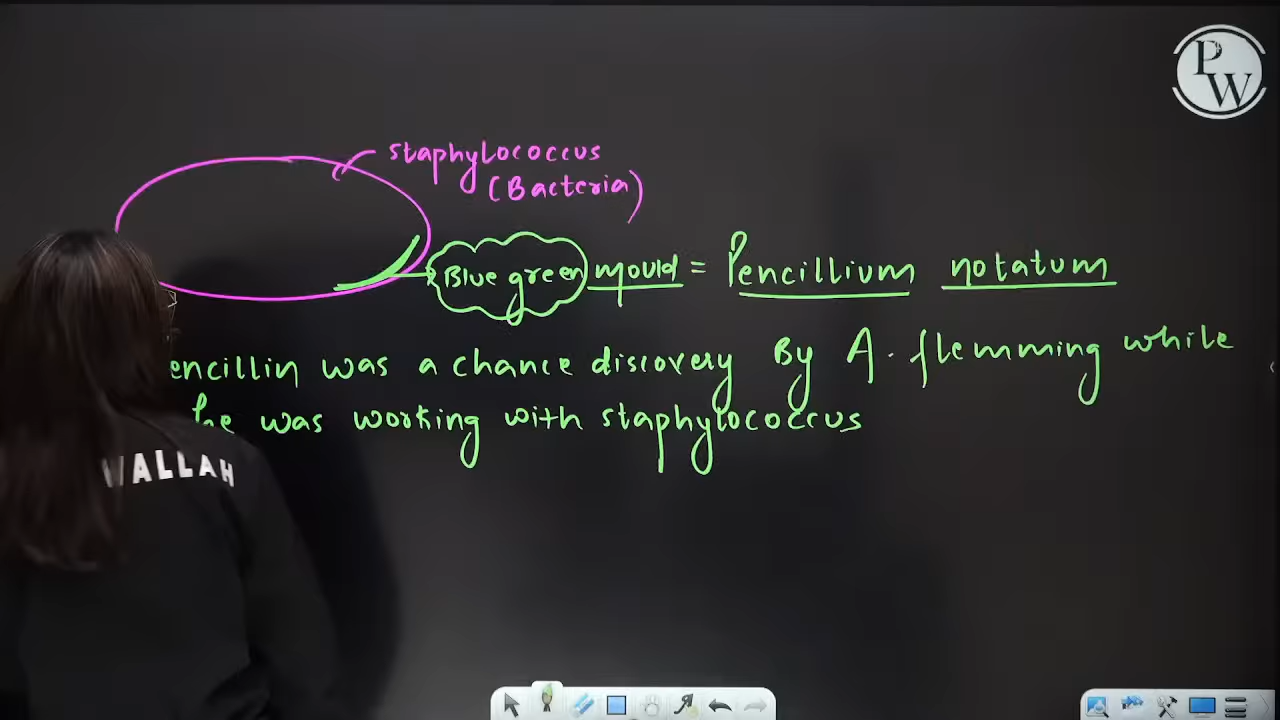 PW
staphylococcus
(Bacteria)
Blue green mould = Pencillium notatum
encillin was a chance discovery By A. flemming while
he was working with staphylococcus
WALLAH